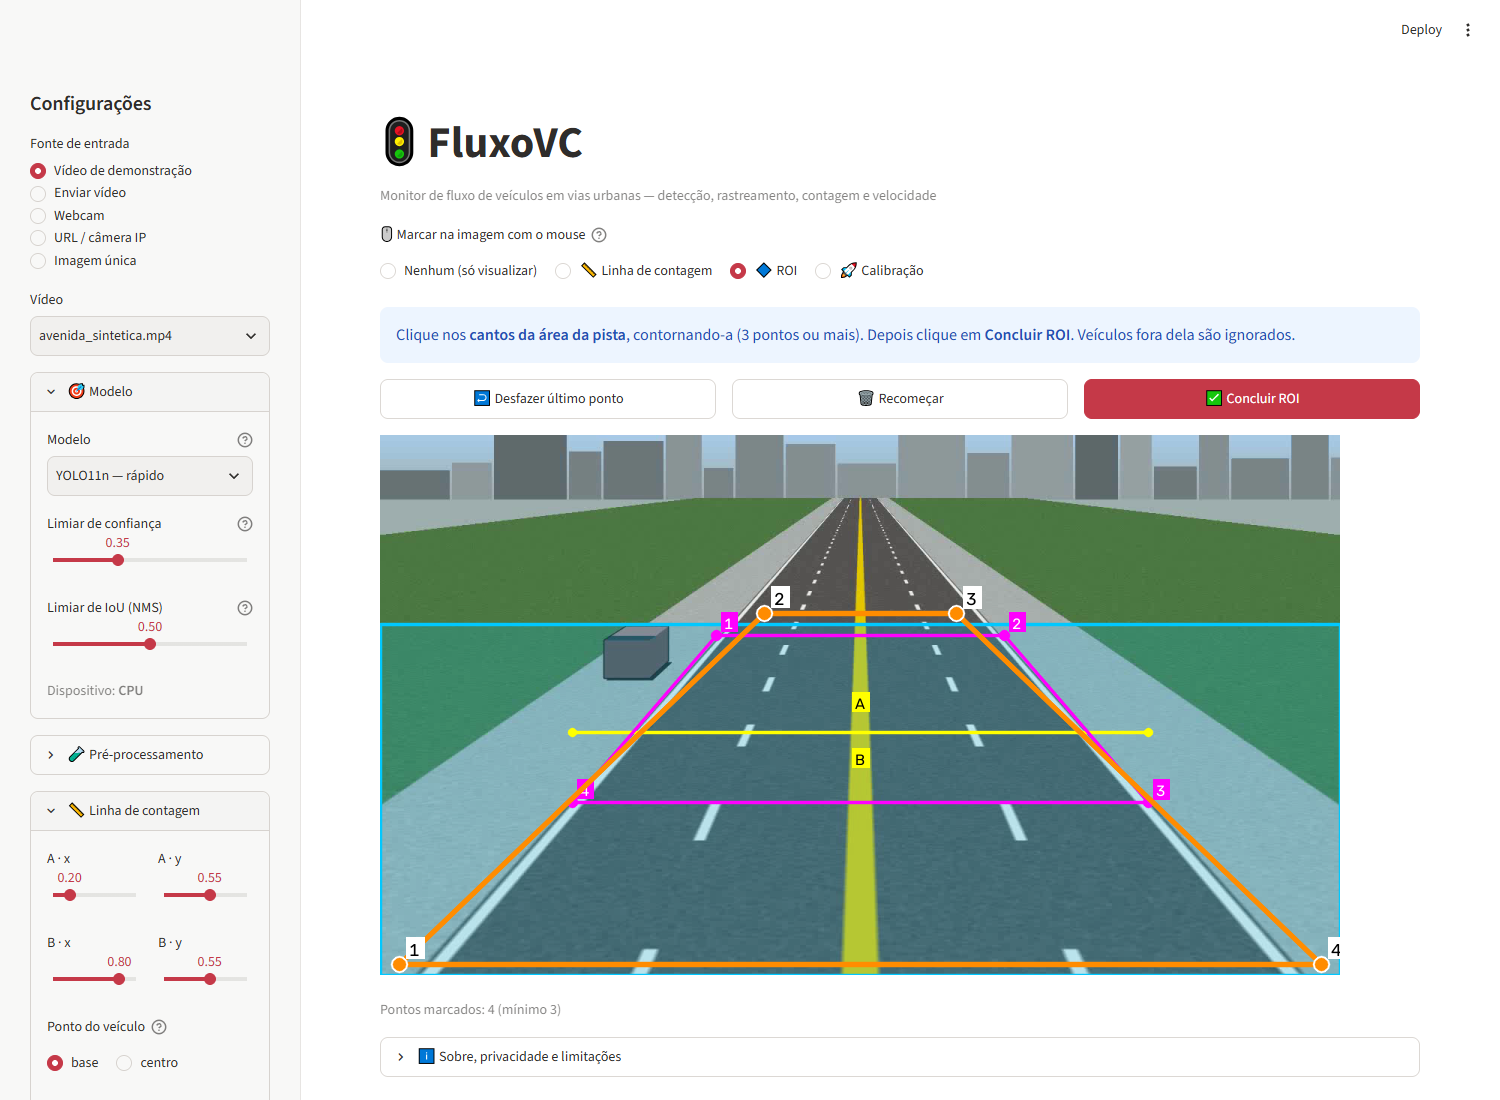 Deploy
Configurações
Fonte de entrada
Vídeo de demonstração
Enviar vídeo
Webcam
URL / câmera IP
Imagem única
Vídeo
avenida_sintetica.mp4
Modelo
Modelo
YOLO11n — rápido
Limiar de confiança
0.35
Limiar de IoU (NMS)
0.50
Dispositivo: CPU
Pré-processamento
Linha de contagem
A · x
A · y
0.20
0.55
B · x
B · y
0.80
0.55
Ponto do veículo
base
centro
FluxoVC
Monitor de fluxo de veículos em vias urbanas — detecção, rastreamento, contagem e velocidade
Marcar na imagem com o mouse
Nenhum (só visualizar)
Linha de contagem
ROI
Calibração
Clique nos cantos da área da pista, contornando-a (3 pontos ou mais). Depois clique em Concluir ROI. Veículos fora dela são ignorados.
Desfazer último ponto
Recomeçar
Concluir ROI
2
3
1
2
A
B
4
3
1
4
Pontos marcados: 4 (mínimo 3)
Sobre, privacidade e limitações